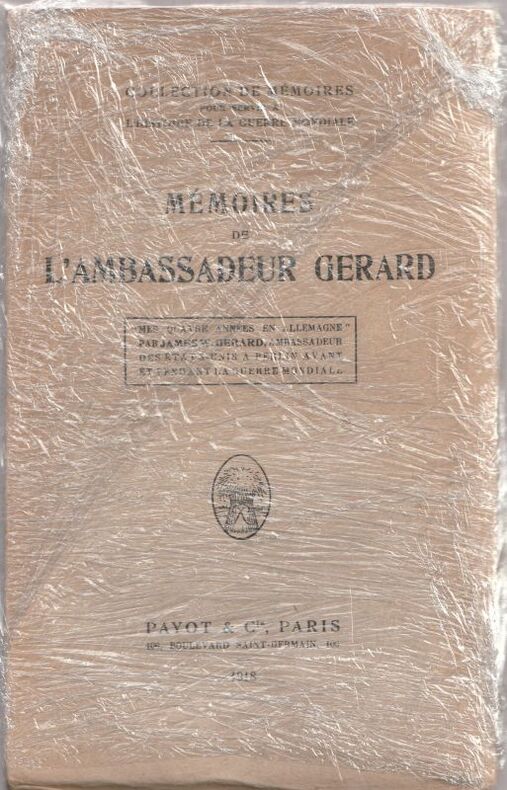 COLLECTION DE MÉMOIRES
POUR SERVIR A
L'HISTOIRE DE LA GUERRE MONDIALE
MÉMOIRES
DE
L'AMBASSADEUR GERARD
"MES QUATRE ANNÉES EN ALLEMAGNE"
PAR JAMES W. GERARD, AMBASSADEUR
DES ÉTATS-UNIS A BERLIN AVANT
ET PENDANT LA GUERRE MONDIALE
PAYOT & Cie, PARIS
106, BOULEVARD SAINT-GERMAIN, 106
1918